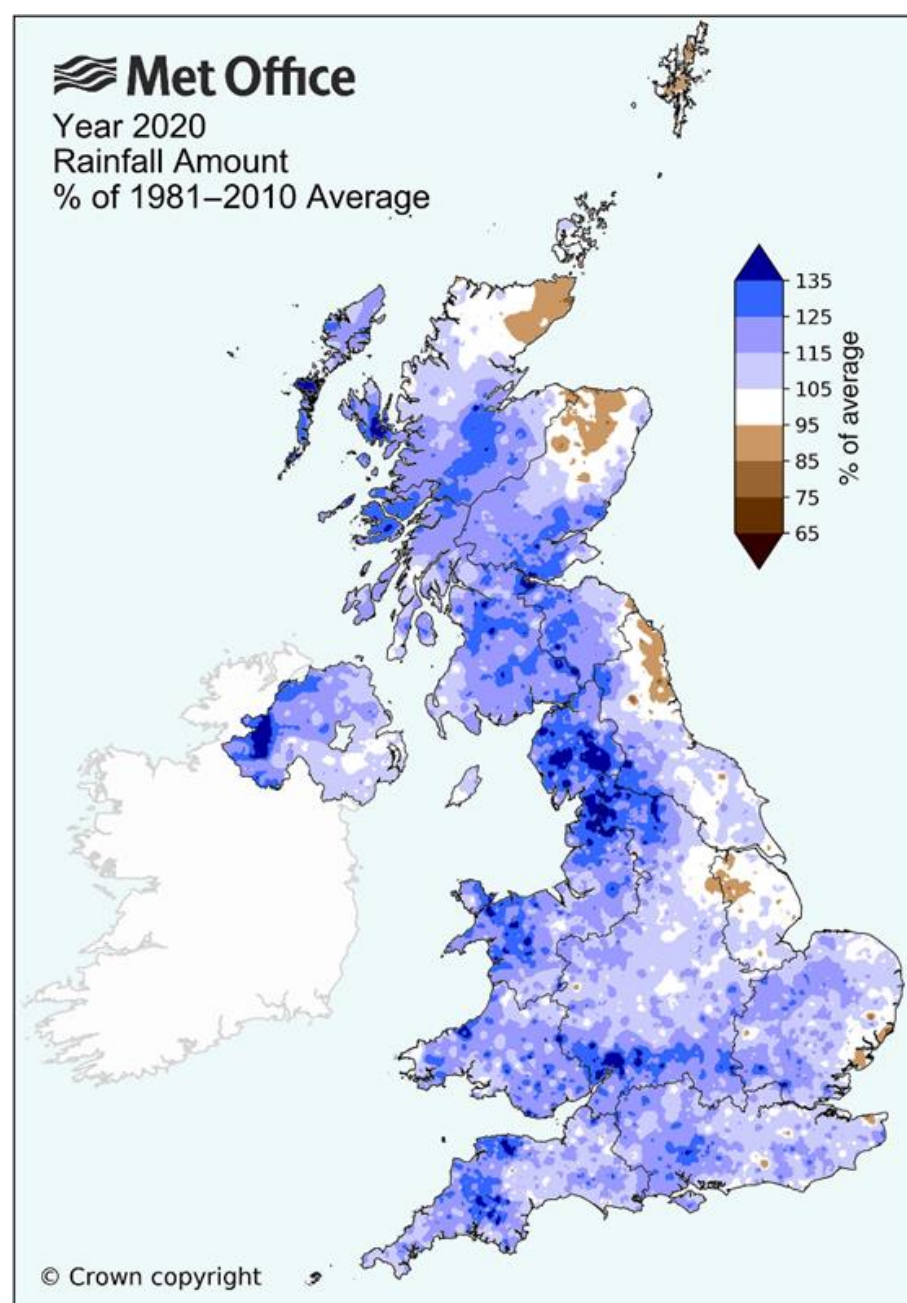 Met Office
Year 2020
Rainfall Amount
% of 1981–2010 Average
135
125
115
105
95
85
75
65
% of average
© Crown copyright